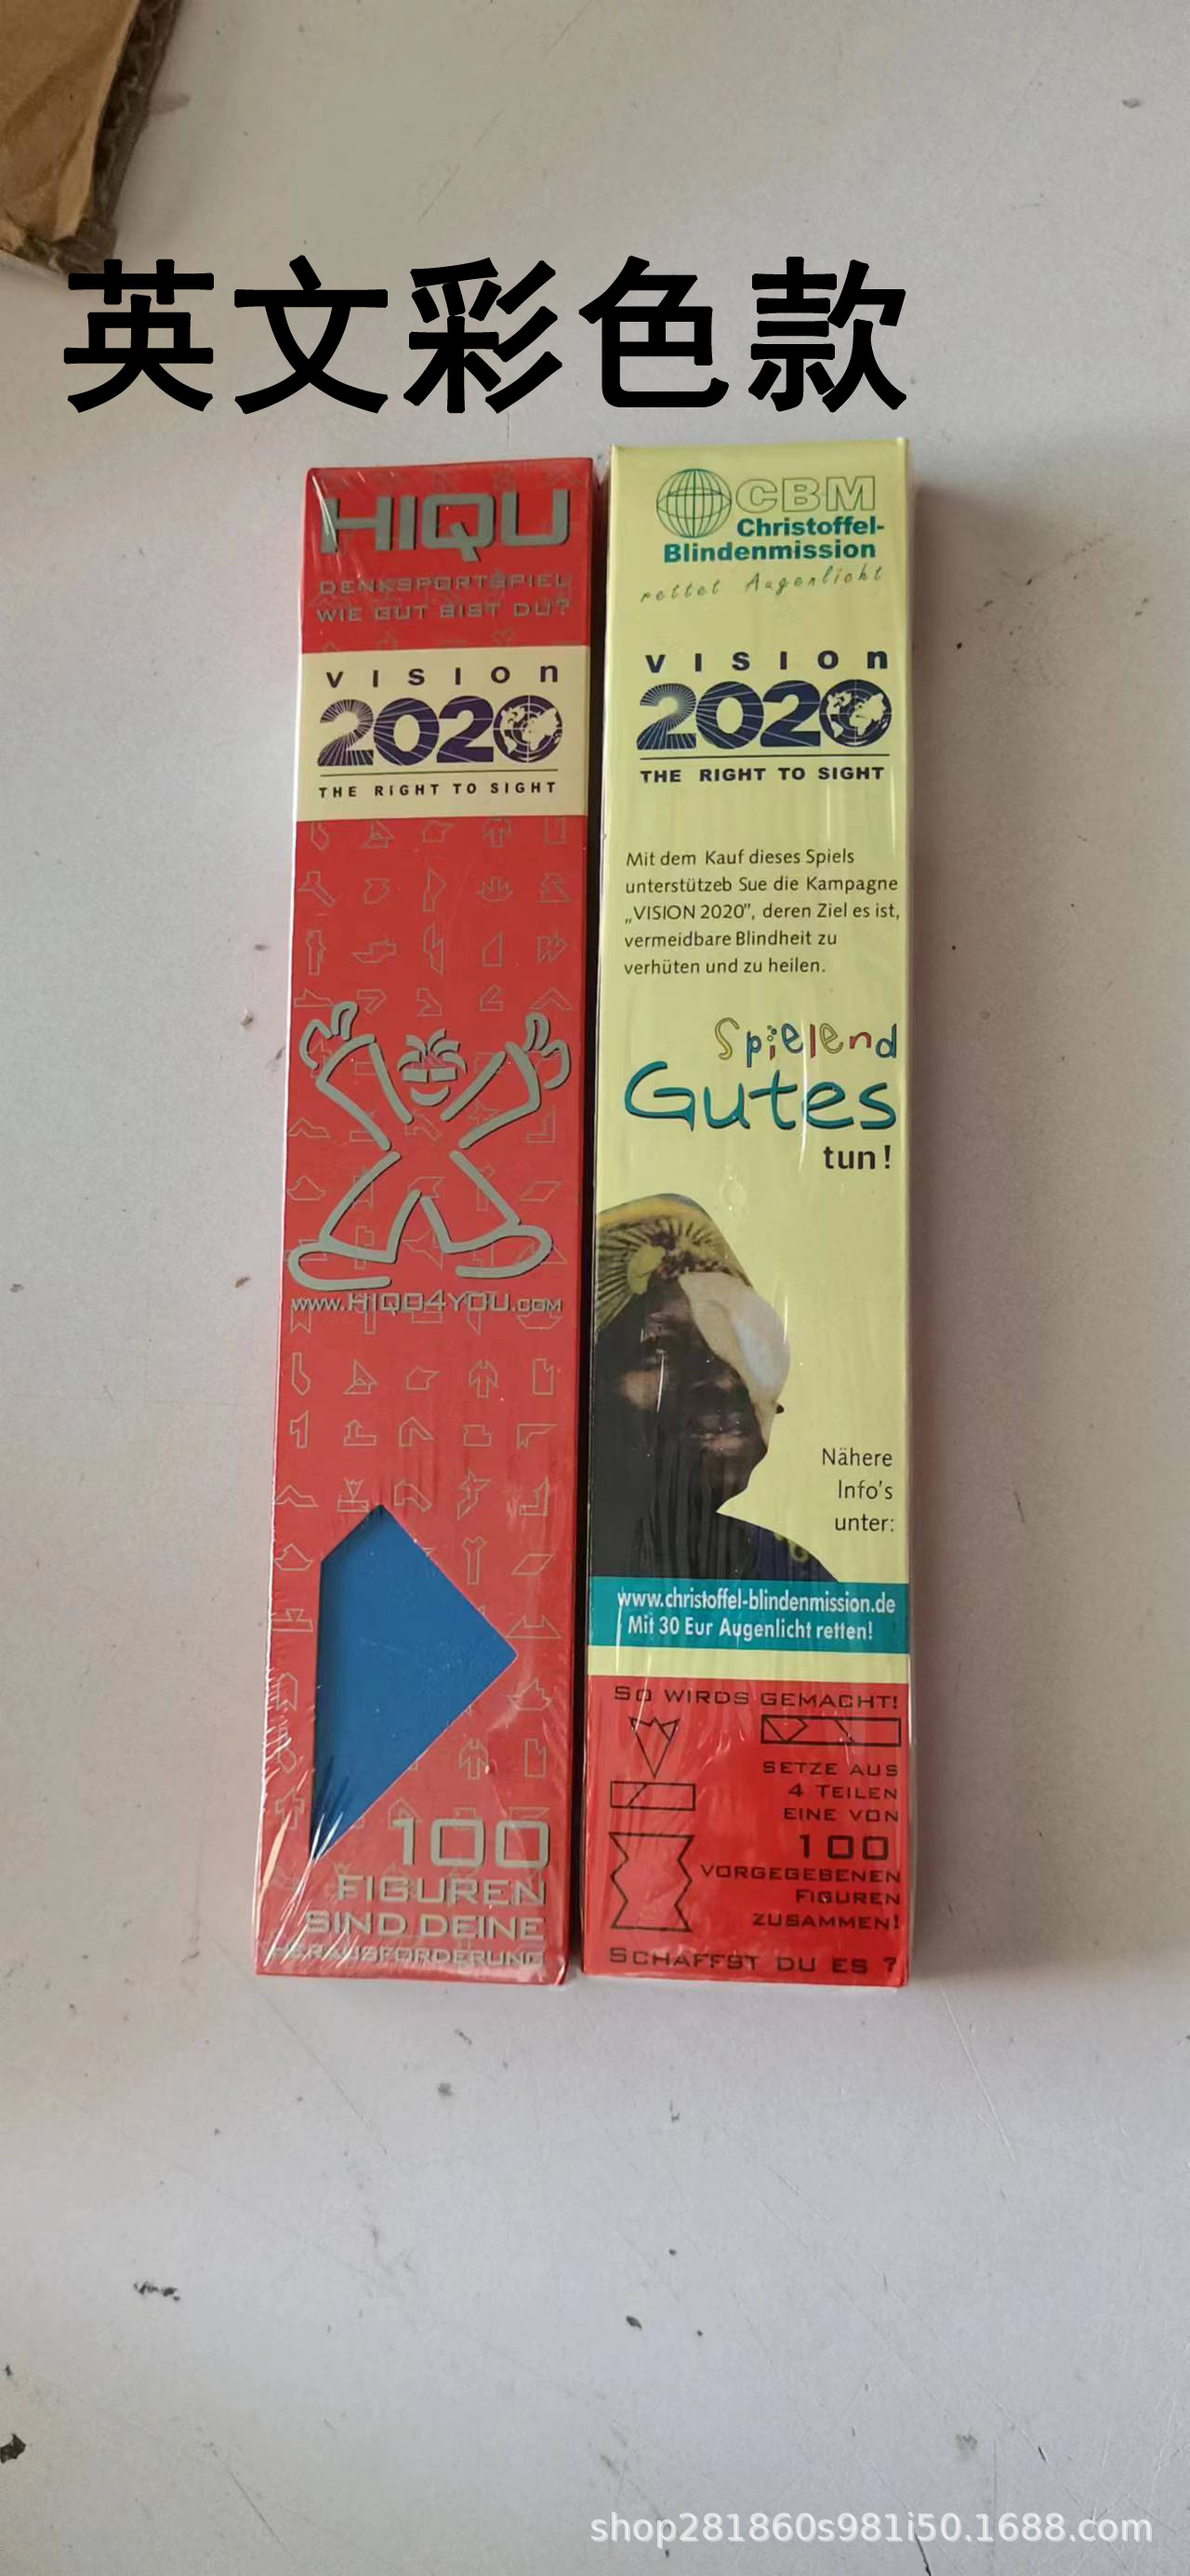 英文彩色款
HIQU
DENKSPORTSPIEL
WIE GUT BIST DU?
VISION
2020
THE RIGHT TO SIGHT
www.HIQU4YOU.com
100
FIGUREN
SIND DEINE
HERAUSFORDERUNG
CBM
Christoffel-
Blindenmission
rettet Augenlicht
VISION
2020
THE RIGHT TO SIGHT
Mit dem Kauf dieses Spiels
unterstützeb Sue die Kampagne
„VISION 2020”, deren Ziel es ist,
vermeidbare Blindheit zu
verhüten und zu heilen.
Spielend
Gutes
tun!
Nähere
Info's
unter:
www.christoffel-blindenmission.de
Mit 30 Eur Augenlicht retten!
SO WIRDS GEMACHT!
SETZE AUS
4 TEILEN
EINE VON
100
VORGEGEBENEN
FIGUREN
ZUSAMMEN!
SCHAFFST DU ES ?
shop281860s981i50.1688.com